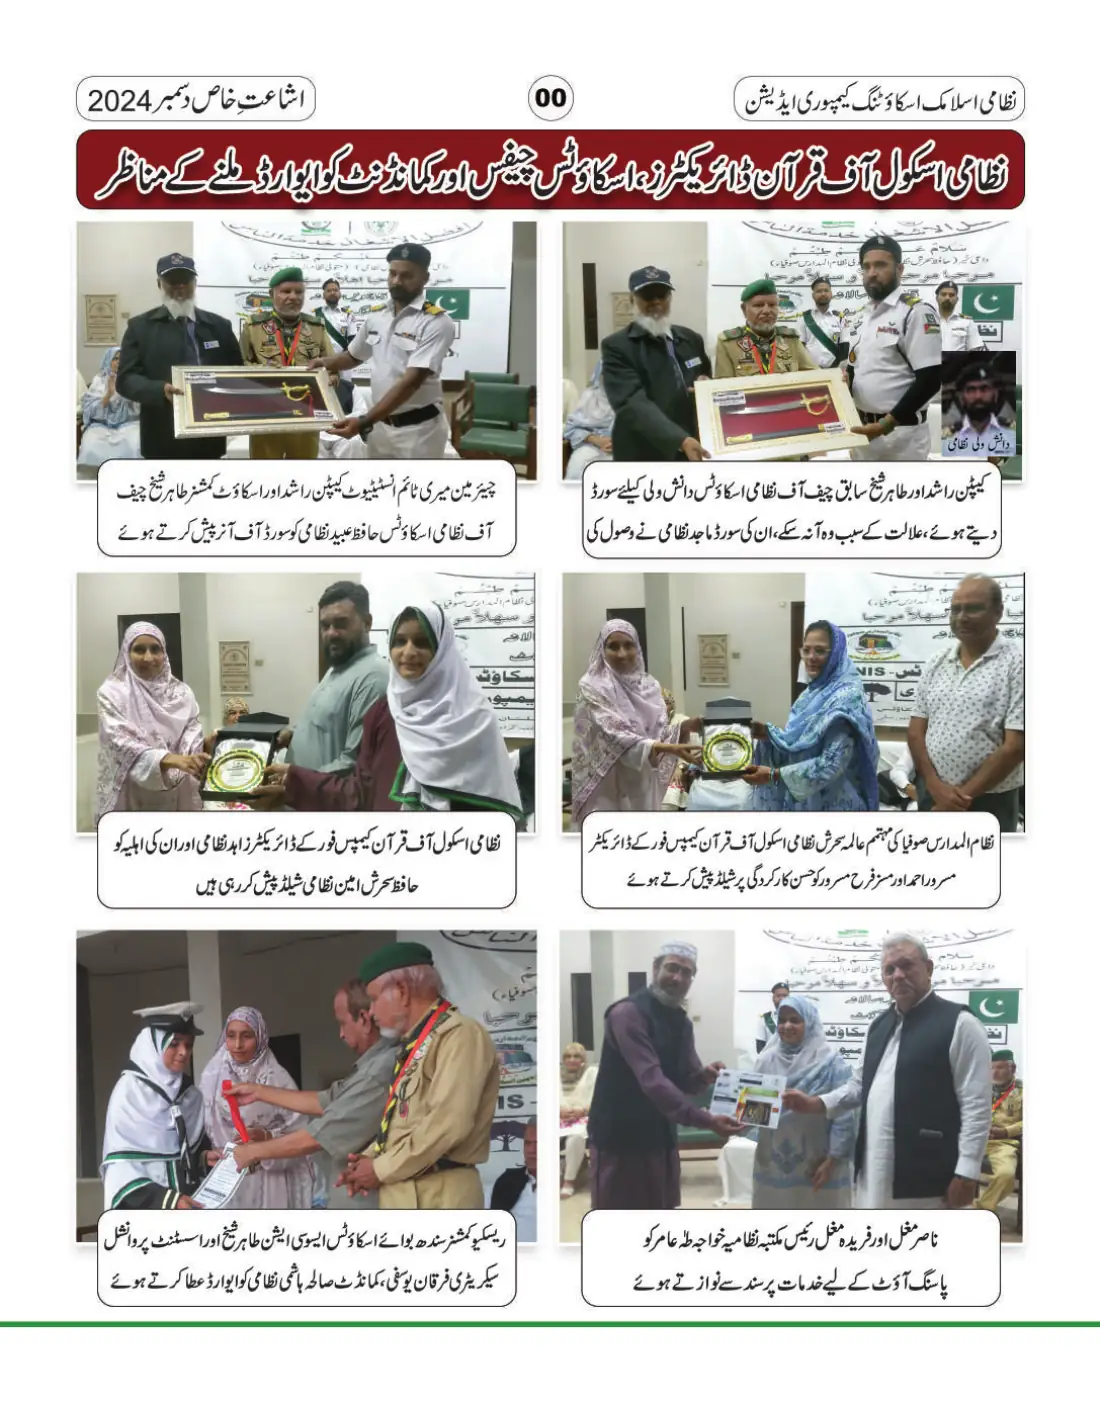 نظامی اسلامک اسکاؤٹنگ کیمپوری ایڈیشن
00
اشاعتِ خاص دسمبر 2024
نظامی اسکول آف قرآن ڈائریکٹرز، اسکاؤٹس چیفس اور کمانڈنٹ کو ایوارڈ ملنے کے مناظر
دانش ولی نظامی
کیپٹن راشد اور طاہر شیخ سابق چیف آف نظامی اسکاؤٹس دانش ولی کیلئے سورڈ
دیتے ہوئے، علالت کے سبب وہ آنہ سکے، ان کی سورڈ ماجد نظامی نے وصول کی
چیئرمین میری ٹائم انسٹیٹیوٹ کیپٹن راشد اور اسکاؤٹ کمشنر طاہر شیخ چیف
آف نظامی اسکاؤٹس حافظ عبید نظامی کو سورڈ آف آنر پیش کرتے ہوئے
نظام المدارس صوفیا کی مہتمم عالمہ سحرش نظامی اسکول آف قرآن کیمپس فور کے ڈائریکٹر
مسرور احمد اور مسز فرح مسرور کو حسن کارکردگی پر شیلڈ پیش کرتے ہوئے
نظامی اسکول آف قرآن کیمپس فور کے ڈائریکٹر زاہد نظامی اور ان کی اہلیہ کو
حافظ سحرش امین نظامی شیلڈ پیش کر رہی ہیں
ناصر مغل اور فریدہ مغل رئیس مکتبہ نظامیہ خواجہ طٰہٰ عامر کو
پاسنگ آؤٹ کے لیے خدمات پر سند سے نوازتے ہوئے
ریسکیو کمشنر سندھ بوائے اسکاؤٹس ایسوسی ایشن طاہر شیخ اور اسسٹنٹ پروانشل
سیکریٹری فرقان یوسفی، کمانڈنٹ صالحہ ہاشمی نظامی کو ایوارڈ عطا کرتے ہوئے